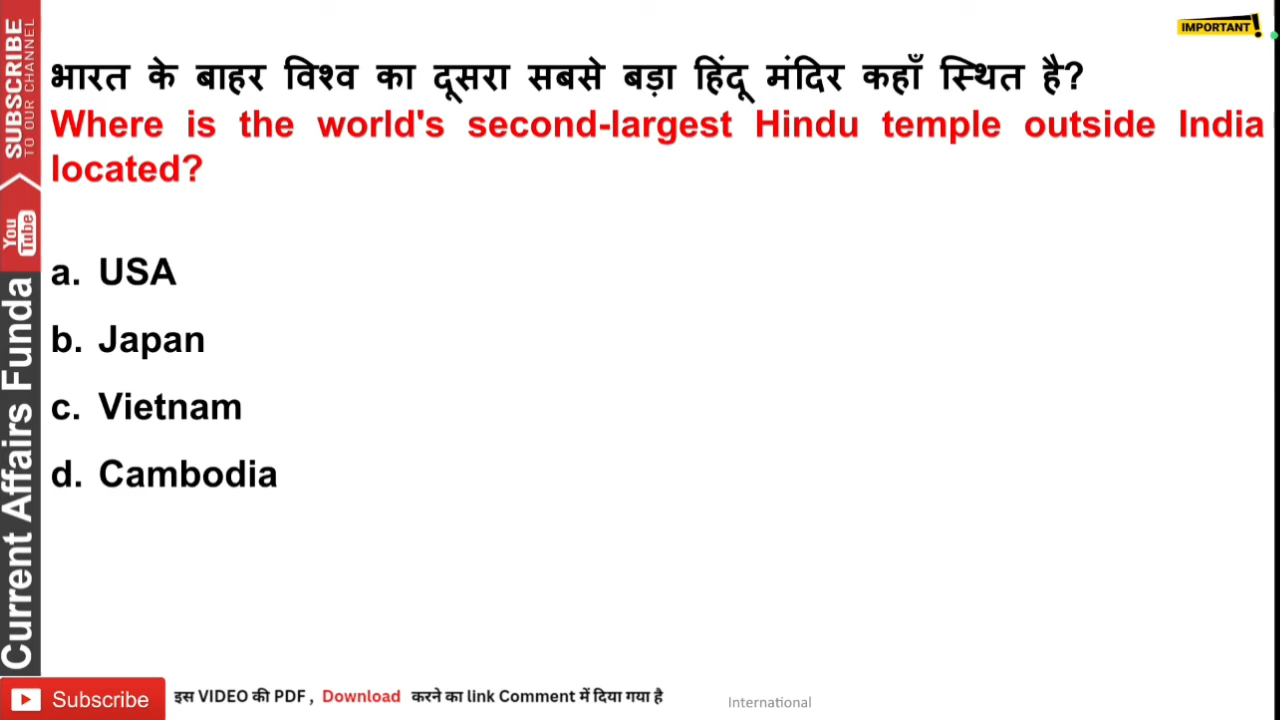 IMPORTANT!
भारत के बाहर विश्व का दूसरा सबसे बड़ा हिंदू मंदिर कहाँ स्थित है?
Where is the world's second-largest Hindu temple outside India
located?
a. USA
b. Japan
c. Vietnam
d. Cambodia
SUBSCRIBE
TO OUR CHANNEL
You
Tube
Current Affairs Funda
Subscribe
इस VIDEO की PDF , Download करने का link Comment में दिया गया है
International